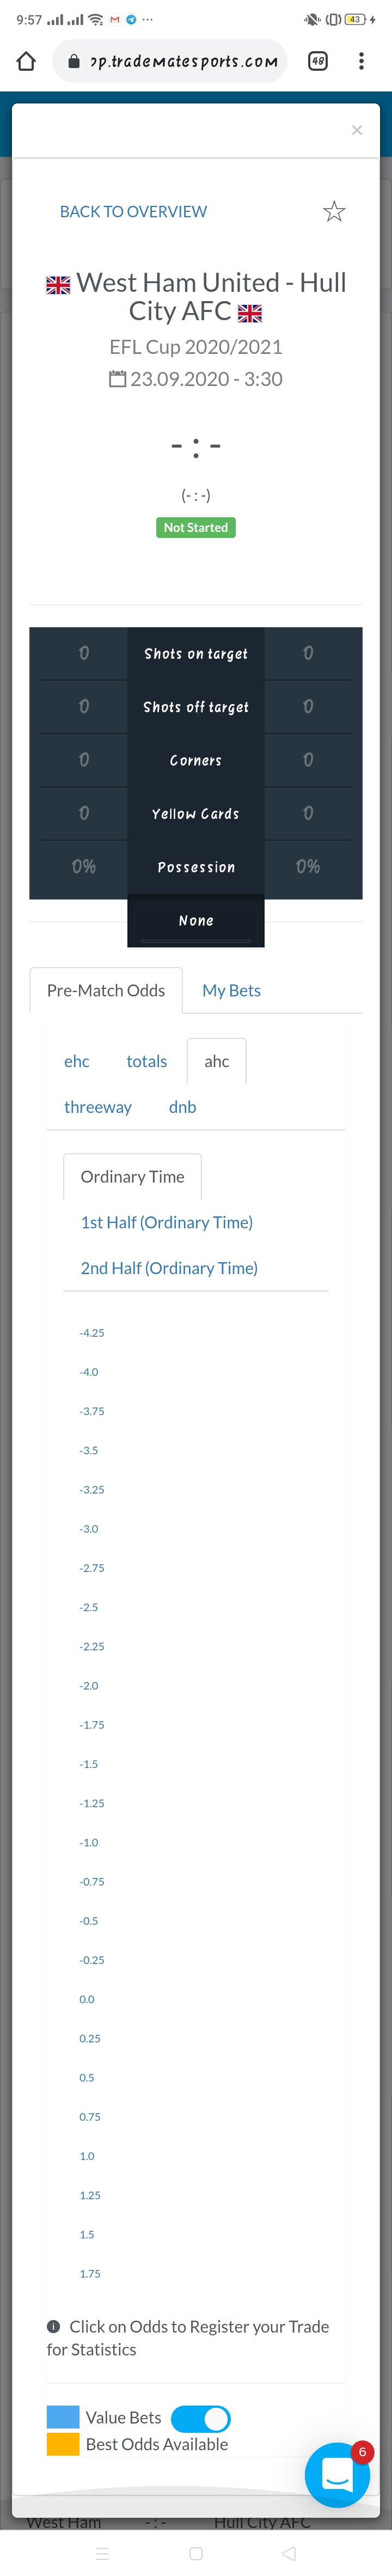 9:57
43
ɔp.tradematesports.com
48
×
BACK TO OVERVIEW
West Ham United - Hull
City AFC
EFL Cup 2020/2021
23.09.2020 - 3:30
- : -
(- : -)
Not Started
0 Shots on target 0
0 Shots off target 0
0 Corners 0
0 Yellow Cards 0
0% Possession 0%
None
Pre-Match Odds My Bets
ehc totals ahc
threeway dnb
Ordinary Time
1st Half (Ordinary Time)
2nd Half (Ordinary Time)
-4.25
-4.0
-3.75
-3.5
-3.25
-3.0
-2.75
-2.5
-2.25
-2.0
-1.75
-1.5
-1.25
-1.0
-0.75
-0.5
-0.25
0.0
0.25
0.5
0.75
1.0
1.25
1.5
1.75
Click on Odds to Register your Trade
for Statistics
Value Bets
Best Odds Available
6
West Ham - : - Hull City AFC